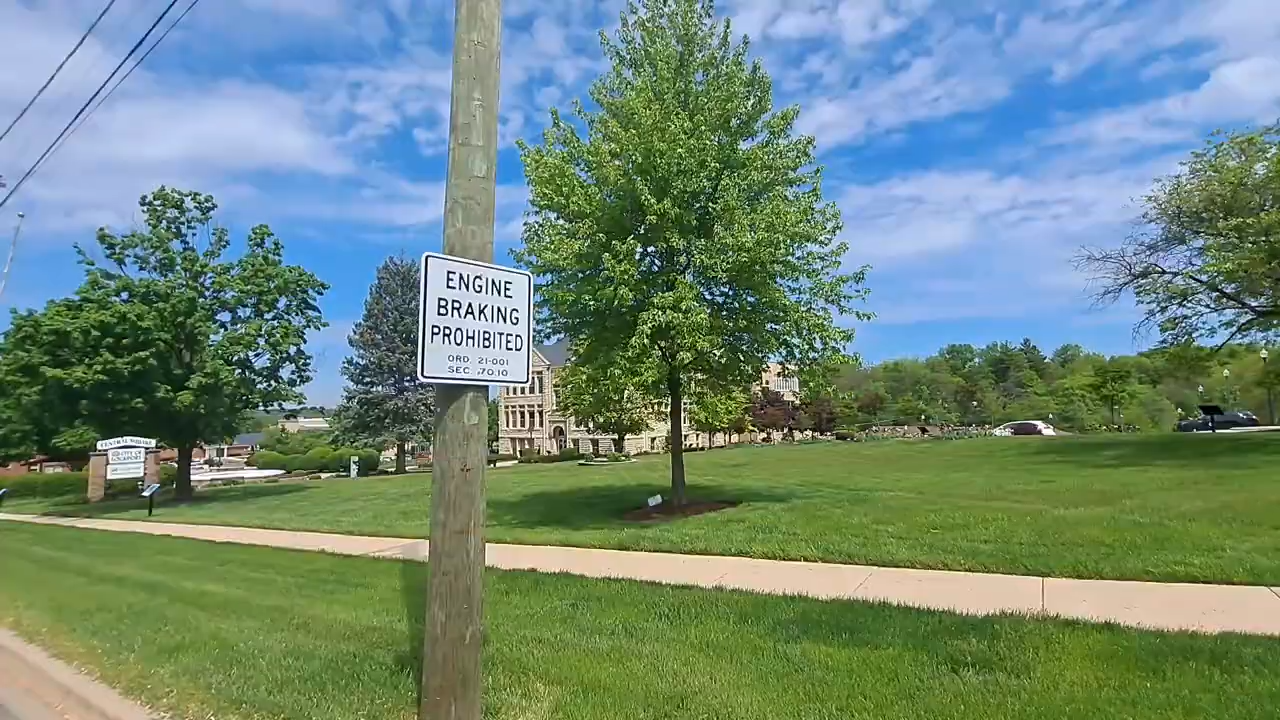 ENGINE
BRAKING
PROHIBITED
ORD. 21-001
SEC. 70.10
CENTRAL SQUARE
CITY OF
LOCKPORT